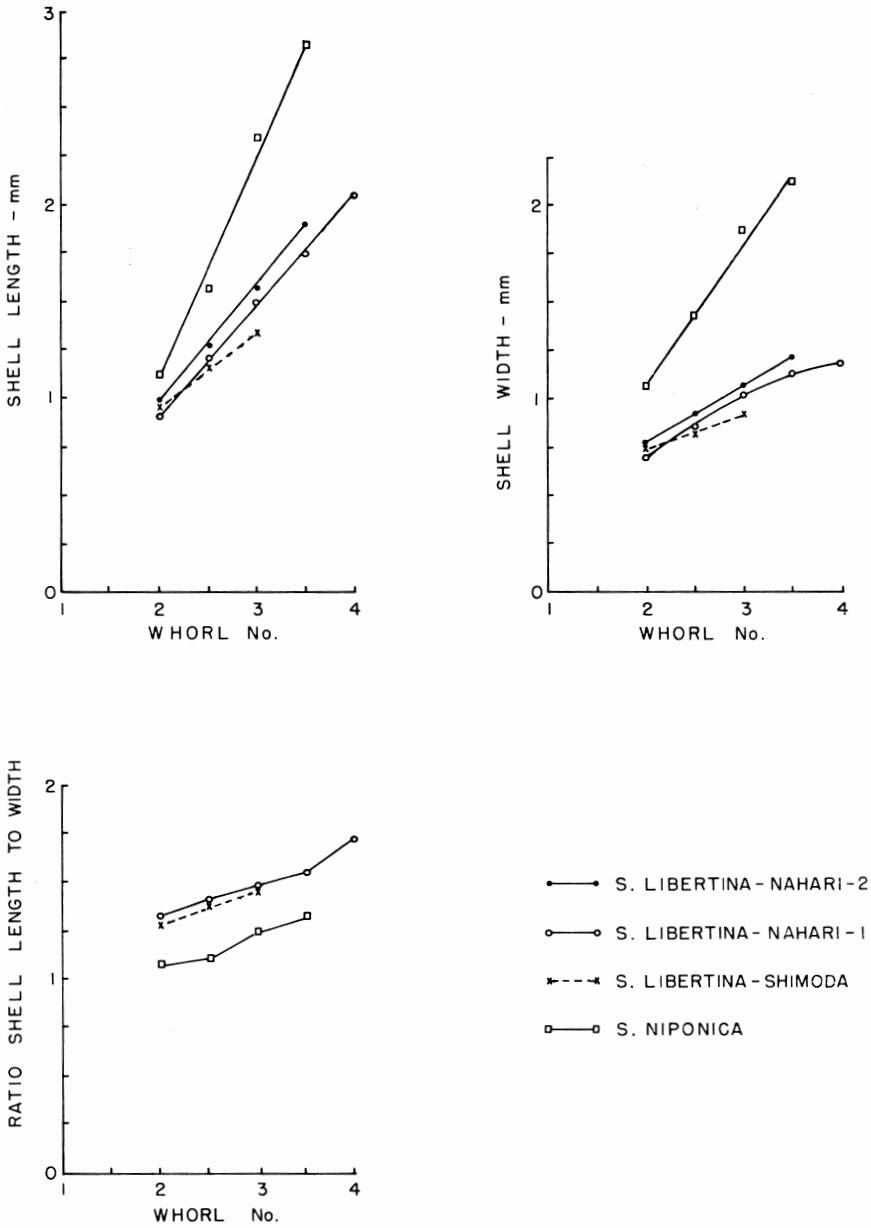 3
2
1
0
SHELL LENGTH - mm
1 2 3 4
WHORL No.
2
1
0
SHELL WIDTH - mm
1 2 3 4
WHORL No.
2
1
0
RATIO SHELL LENGTH TO WIDTH
1 2 3 4
WHORL No.
S. LIBERTINA-NAHARI-2
S. LIBERTINA-NAHARI-1
S. LIBERTINA-SHIMODA
S. NIPONICA